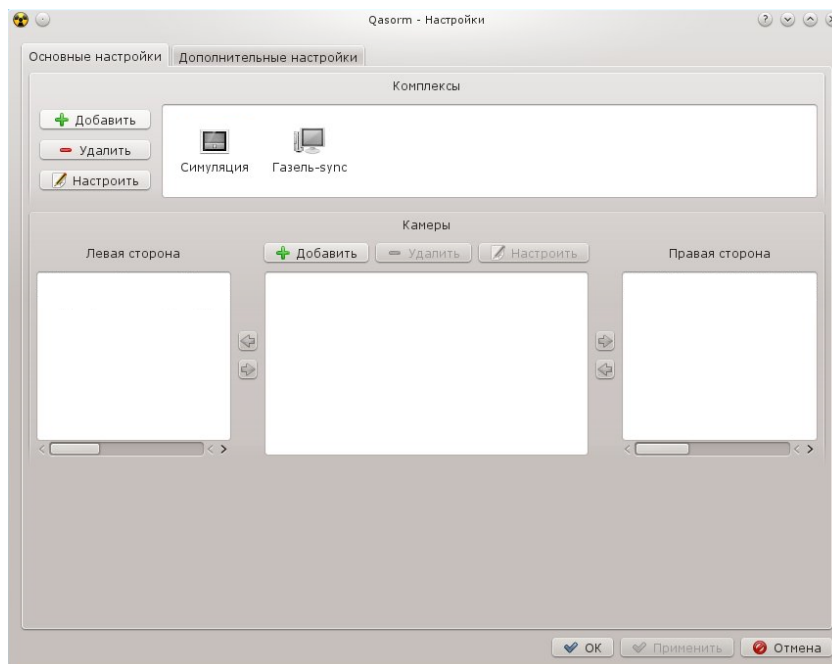 Qasorm - Настройки
Основные настройки
Дополнительные настройки
Комплексы
Добавить
Удалить
Настроить
Симуляция
Газель-sync
Камеры
Левая сторона
Добавить
Удалить
Настроить
Правая сторона
OK
Применить
Отмена